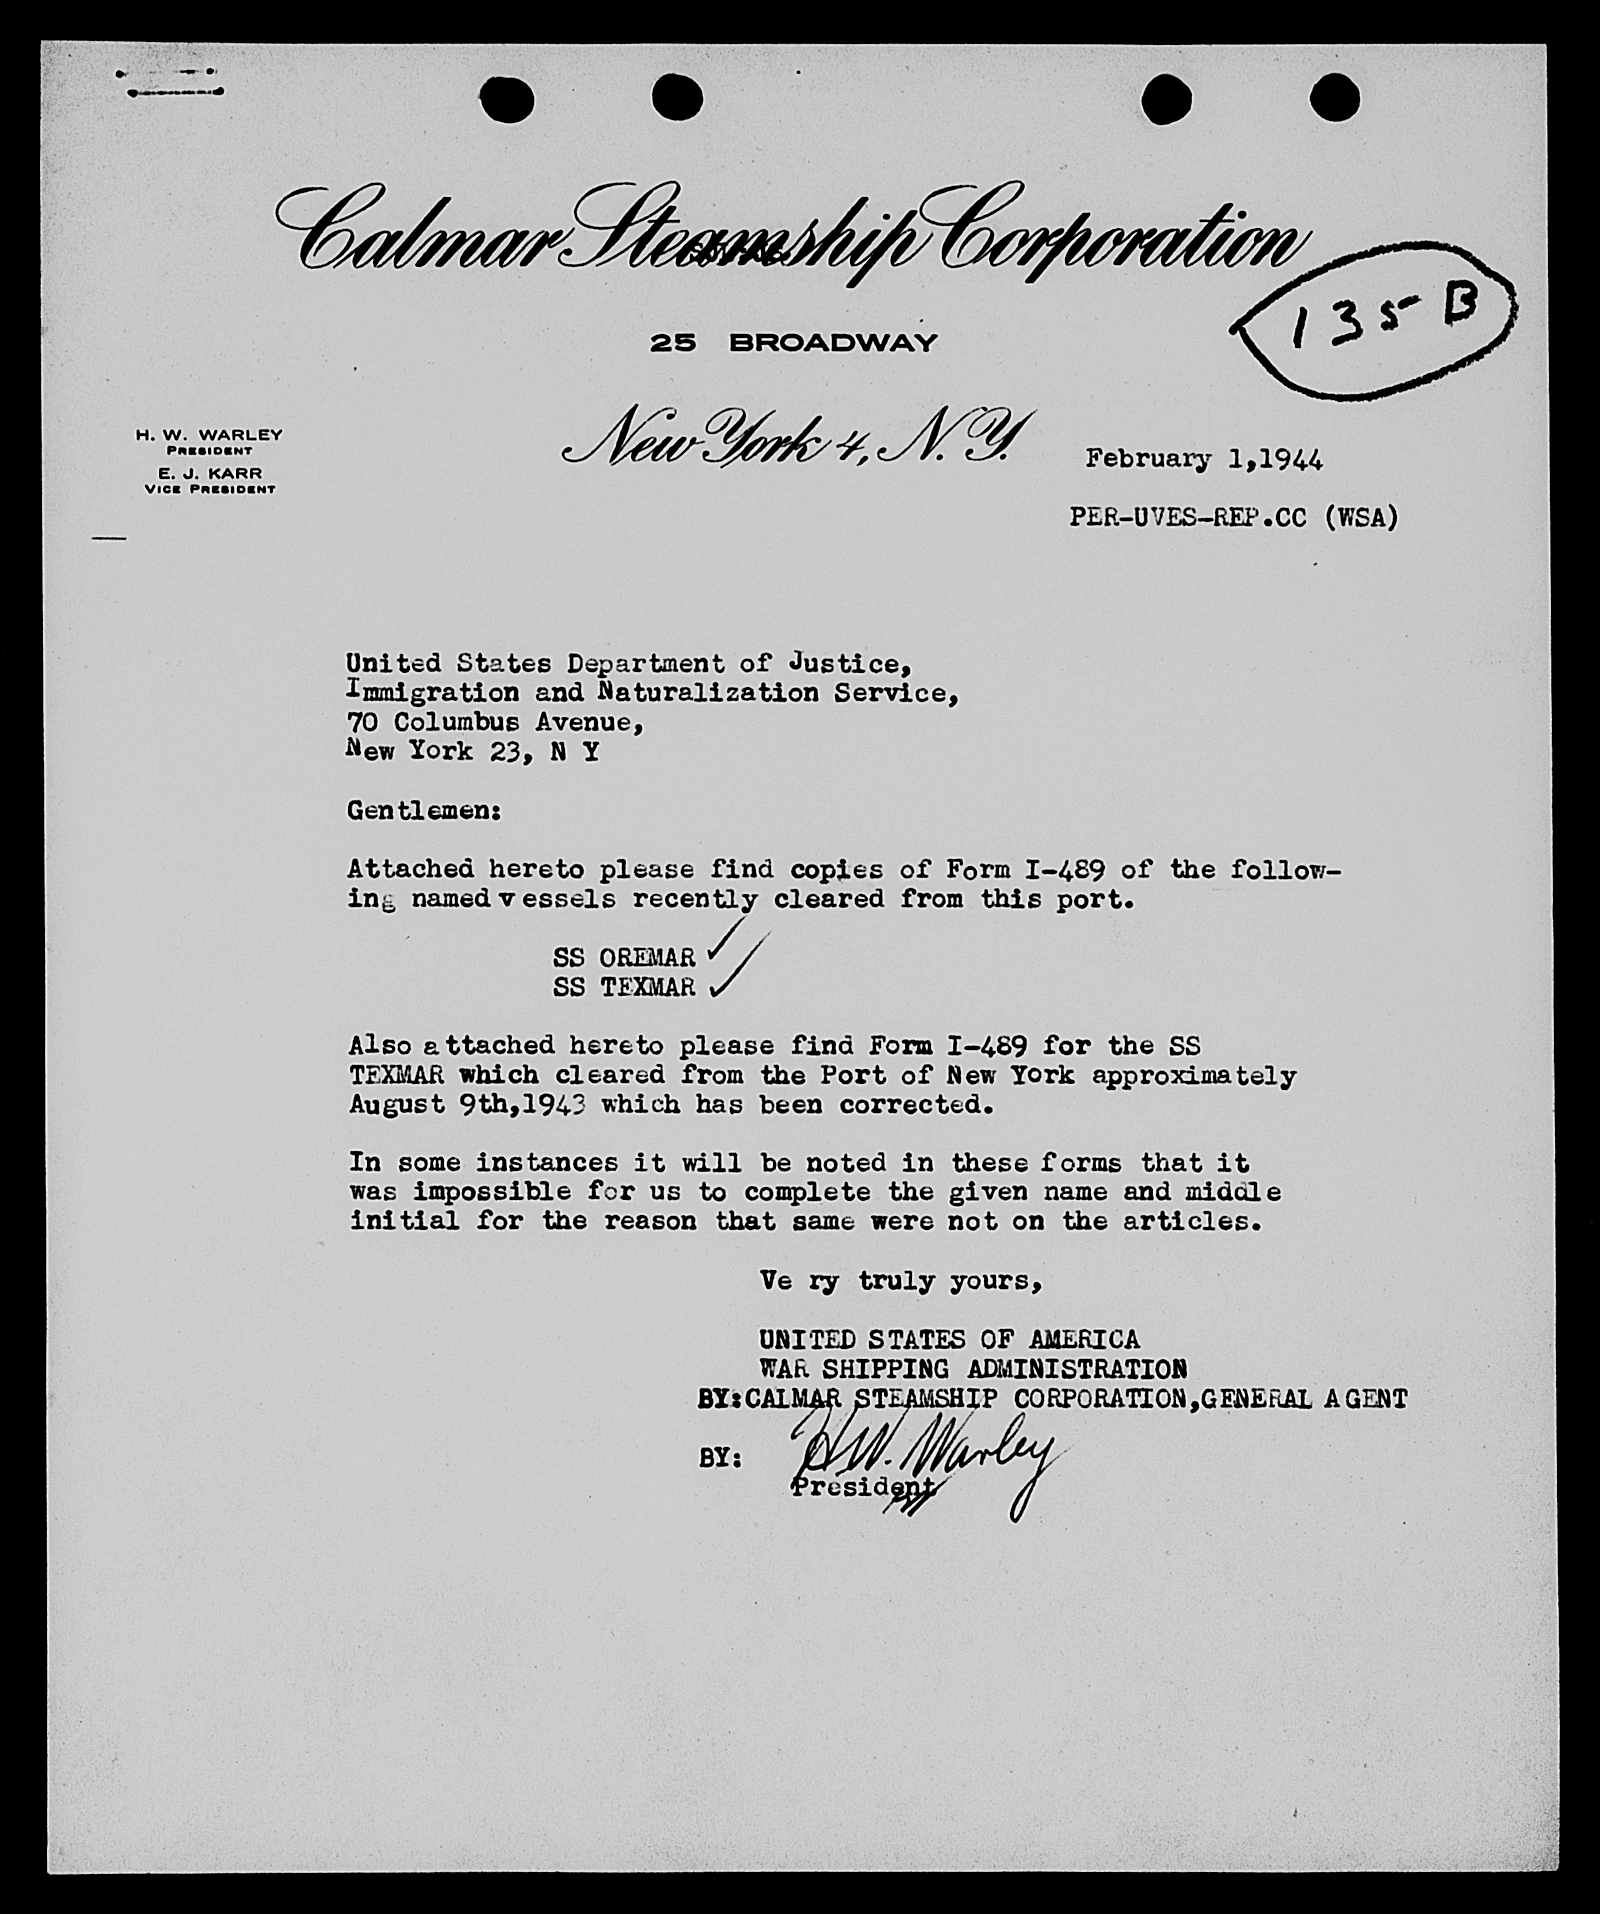 Calmar Steamship Corporation
135 B
25 BROADWAY
New York 4, N. Y.
H. W. WARLEY
PRESIDENT
E. J. KARR
VICE PRESIDENT
February 1,1944
PER-UVES-REP.CC (WSA)
United States Department of Justice,
Immigration and Naturalization Service,
70 Columbus Avenue,
New York 23, N Y
Gentlemen:
Attached hereto please find copies of Form I-489 of the follow-
ing named vessels recently cleared from this port.
SS OREMAR ✓
SS TEXMAR ✓
Also attached hereto please find Form I-489 for the SS
TEXMAR which cleared from the Port of New York approximately
August 9th,1943 which has been corrected.
In some instances it will be noted in these forms that it
was impossible for us to complete the given name and middle
initial for the reason that same were not on the articles.
Ve ry truly yours,
UNITED STATES OF AMERICA
WAR SHIPPING ADMINISTRATION
BY:CALMAR STEAMSHIP CORPORATION,GENERAL AGENT
BY: H.W. Warley
President